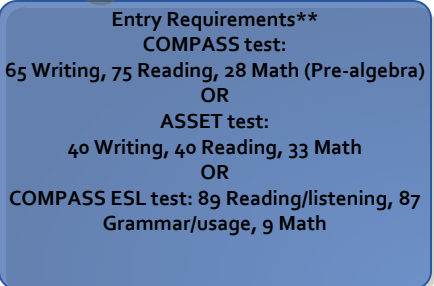 Entry Requirements**
COMPASS test:
65 Writing, 75 Reading, 28 Math (Pre-algebra)
OR
ASSET test:
40 Writing, 40 Reading, 33 Math
OR
COMPASS ESL test: 89 Reading/listening, 87
Grammar/usage, 9 Math